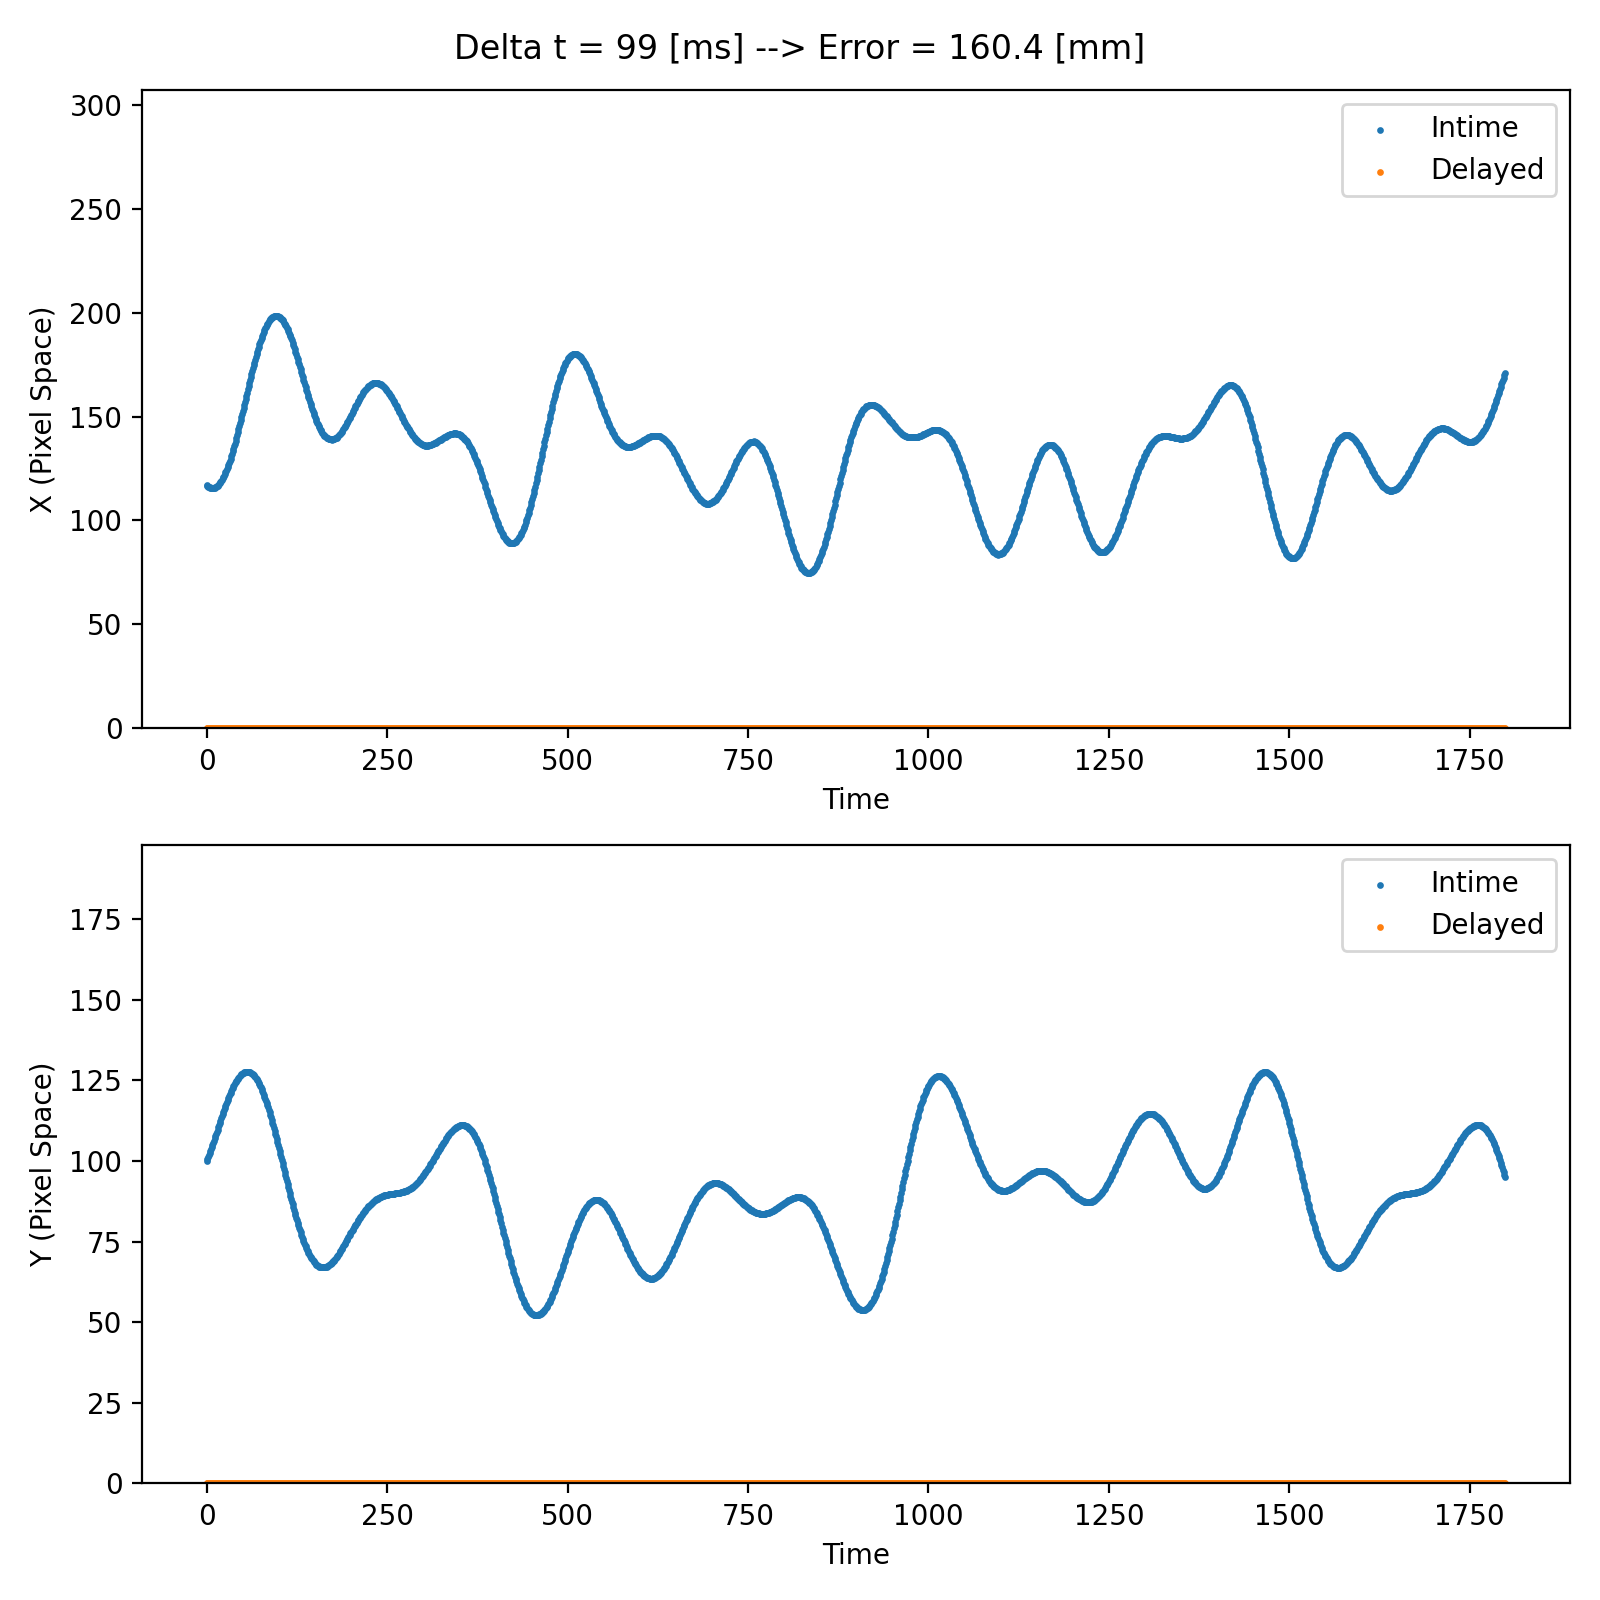 Delta t = 99 [ms] --> Error = 160.4 [mm]
300
250
200
150
100
50
0
X (Pixel Space)
Intime
Delayed
0 250 500 750 1000 1250 1500 1750
Time
175
150
125
100
75
50
25
0
Y (Pixel Space)
Intime
Delayed
0 250 500 750 1000 1250 1500 1750
Time